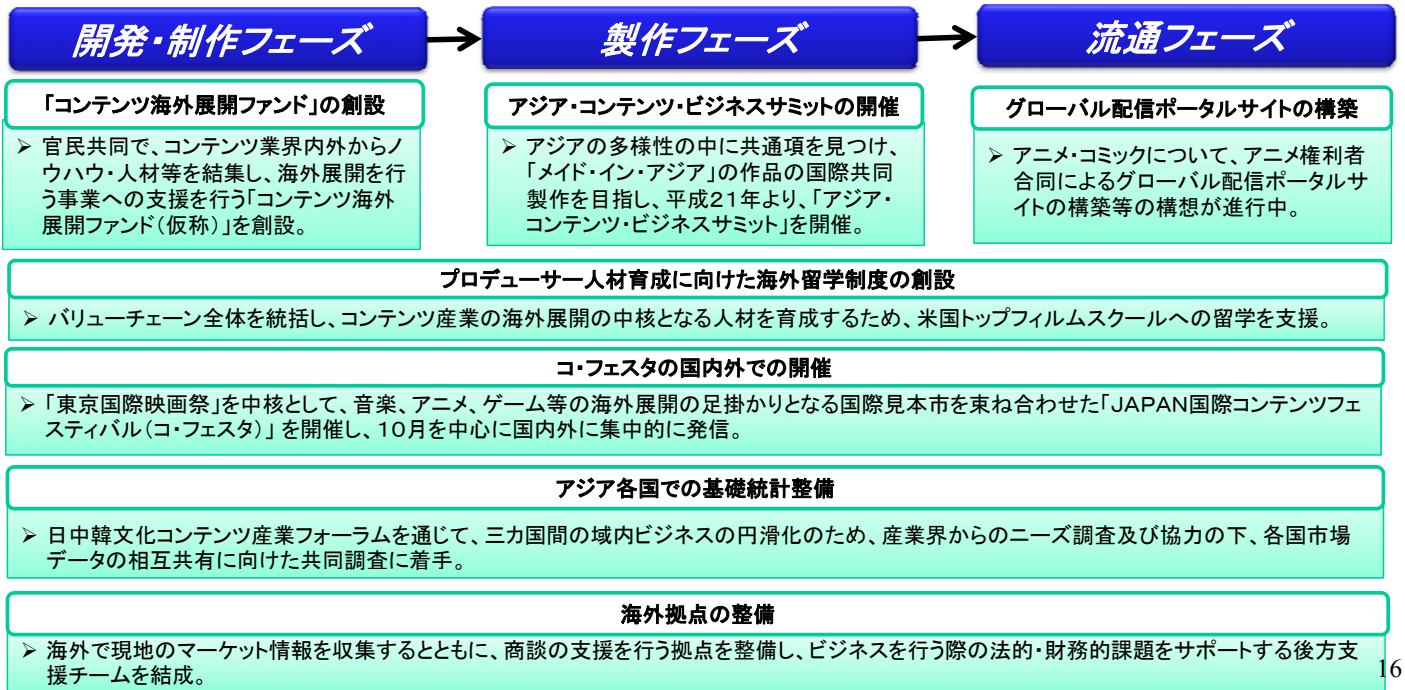 開発・制作フェーズ
製作フェーズ
流通フェーズ
「コンテンツ海外展開ファンド」の創設
➢ 官民共同で、コンテンツ業界内外からノ
ウハウ・人材等を結集し、海外展開を行
う事業への支援を行う「コンテンツ海外
展開ファンド(仮称)」を創設。
アジア・コンテンツ・ビジネスサミットの開催
➢ アジアの多様性の中に共通項を見つけ、
「メイド・イン・アジア」の作品の国際共同
製作を目指し、平成21年より、「アジア・
コンテンツ・ビジネスサミット」を開催。
グローバル配信ポータルサイトの構築
➢ アニメ・コミックについて、アニメ権利者
合同によるグローバル配信ポータルサ
イトの構築等の構想が進行中。
プロデューサー人材育成に向けた海外留学制度の創設
➢ バリューチェーン全体を統括し、コンテンツ産業の海外展開の中核となる人材を育成するため、米国トップフィルムスクールへの留学を支援。
コ・フェスタの国内外での開催
➢ 「東京国際映画祭」を中核として、音楽、アニメ、ゲーム等の海外展開の足掛かりとなる国際見本市を束ね合わせた「JAPAN国際コンテンツフェ
スティバル(コ・フェスタ)」を開催し、10月を中心に国内外に集中的に発信。
アジア各国での基礎統計整備
➢ 日中韓文化コンテンツ産業フォーラムを通じて、三カ国間の域内ビジネスの円滑化のため、産業界からのニーズ調査及び協力の下、各国市場
データの相互共有に向けた共同調査に着手。
海外拠点の整備
➢ 海外で現地のマーケット情報を収集するとともに、商談の支援を行う拠点を整備し、ビジネスを行う際の法的・財務的課題をサポートする後方支
援チームを結成。
16